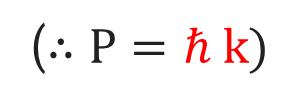 (∴ P = ℏ k)